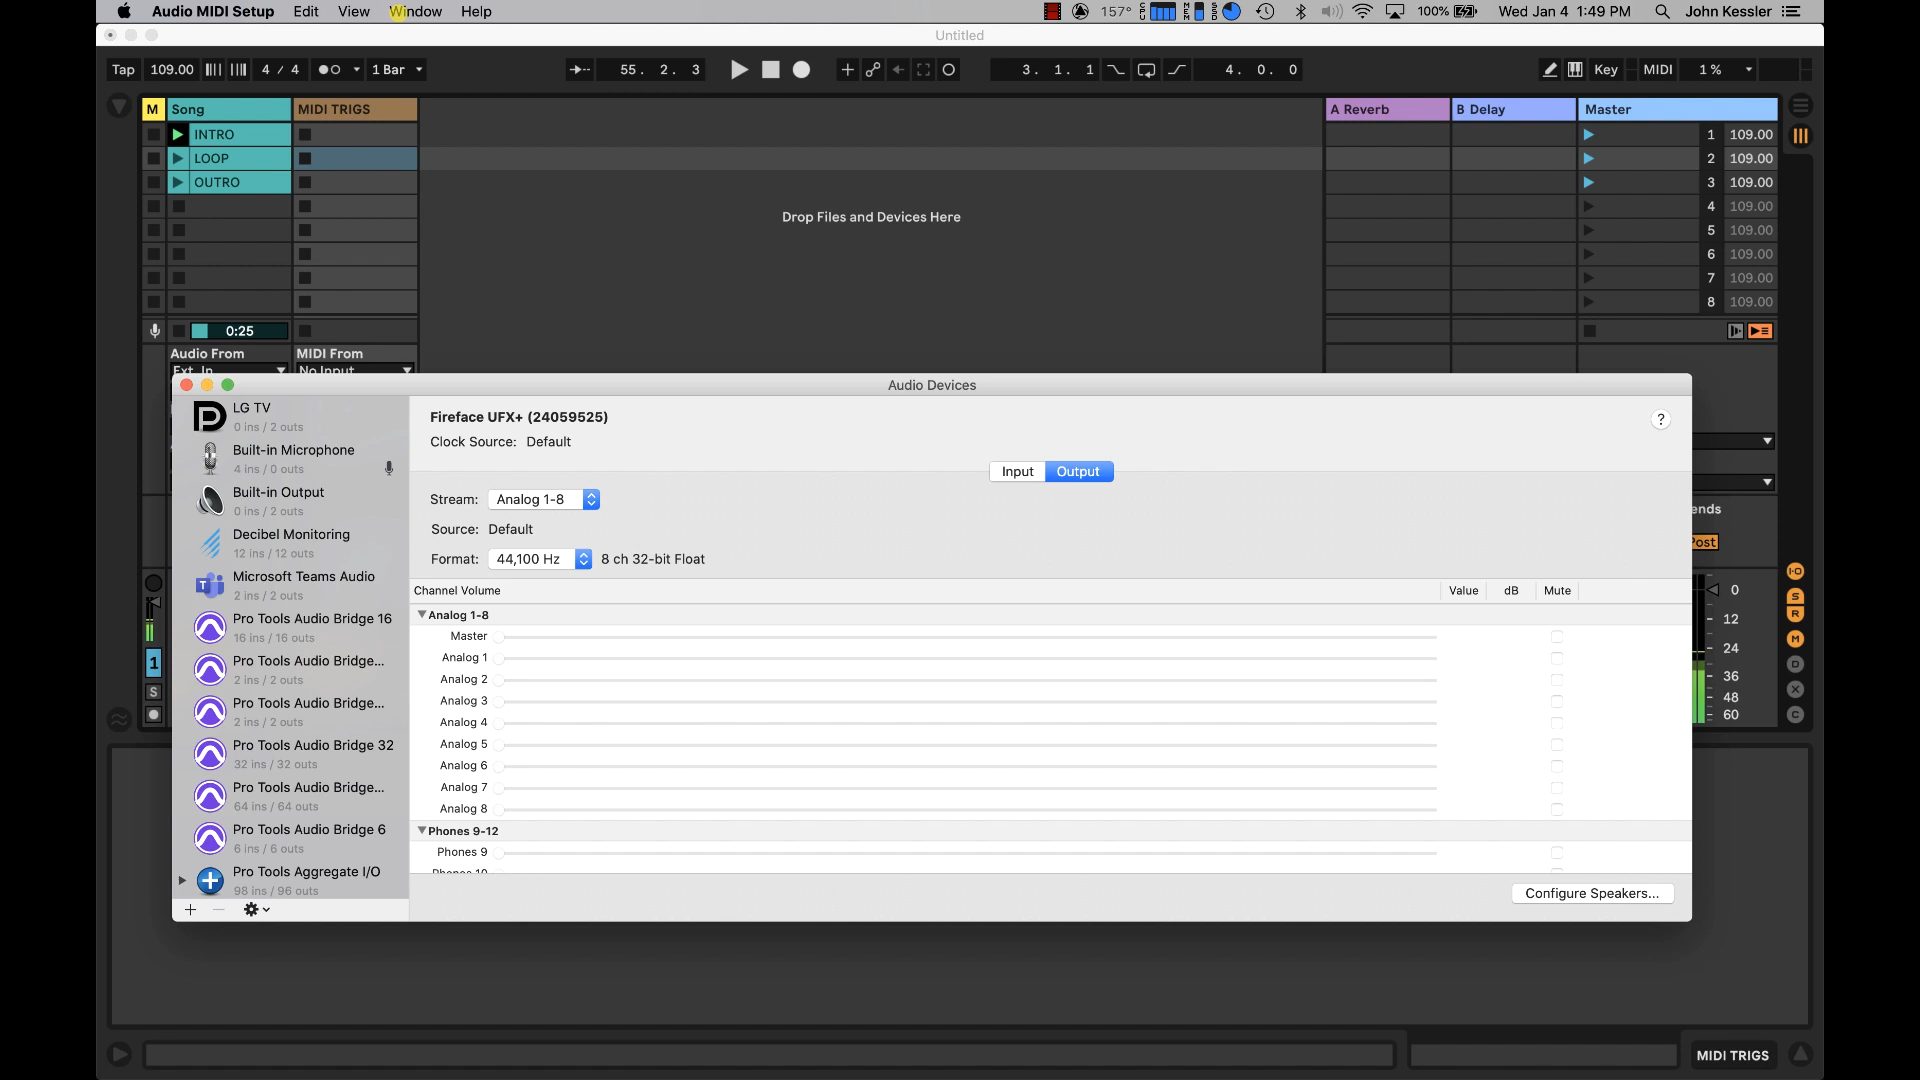 Audio MIDI Setup Edit View Window Help 157° CPU MEM SSD 100% Wed Jan 4 1:49 PM John Kessler
Untitled
Tap 109.00 4 / 4 1 Bar 55. 2. 3 3. 1. 1 4. 0. 0 Key MIDI 1 %
M Song MIDI TRIGS A Reverb B Delay Master
INTRO 1 109.00
LOOP 2 109.00
OUTRO 3 109.00
4 109.00
Drop Files and Devices Here
5 109.00
6 109.00
7 109.00
8 109.00
0:25
Audio From MIDI From
Ext. In No Input
Audio Devices
LG TV
0 ins / 2 outs
Built-in Microphone
4 ins / 0 outs
Built-in Output
0 ins / 2 outs
Decibel Monitoring
12 ins / 12 outs
Microsoft Teams Audio
2 ins / 2 outs
Pro Tools Audio Bridge 16
16 ins / 16 outs
Pro Tools Audio Bridge...
2 ins / 2 outs
Pro Tools Audio Bridge...
2 ins / 2 outs
Pro Tools Audio Bridge 32
32 ins / 32 outs
Pro Tools Audio Bridge...
64 ins / 64 outs
Pro Tools Audio Bridge 6
6 ins / 6 outs
Pro Tools Aggregate I/O
98 ins / 96 outs
Fireface UFX+ (24059525)
Clock Source: Default
?
Input Output
Stream: Analog 1-8
Source: Default
Format: 44,100 Hz 8 ch 32-bit Float
Channel Volume Value dB Mute
Analog 1-8
Master
Analog 1
Analog 2
Analog 3
Analog 4
Analog 5
Analog 6
Analog 7
Analog 8
Phones 9-12
Phones 9
Phones 10
Configure Speakers...
1
S
ends
Post
0
12
24
36
48
60
I·O
S
R
M
D
X
C
MIDI TRIGS